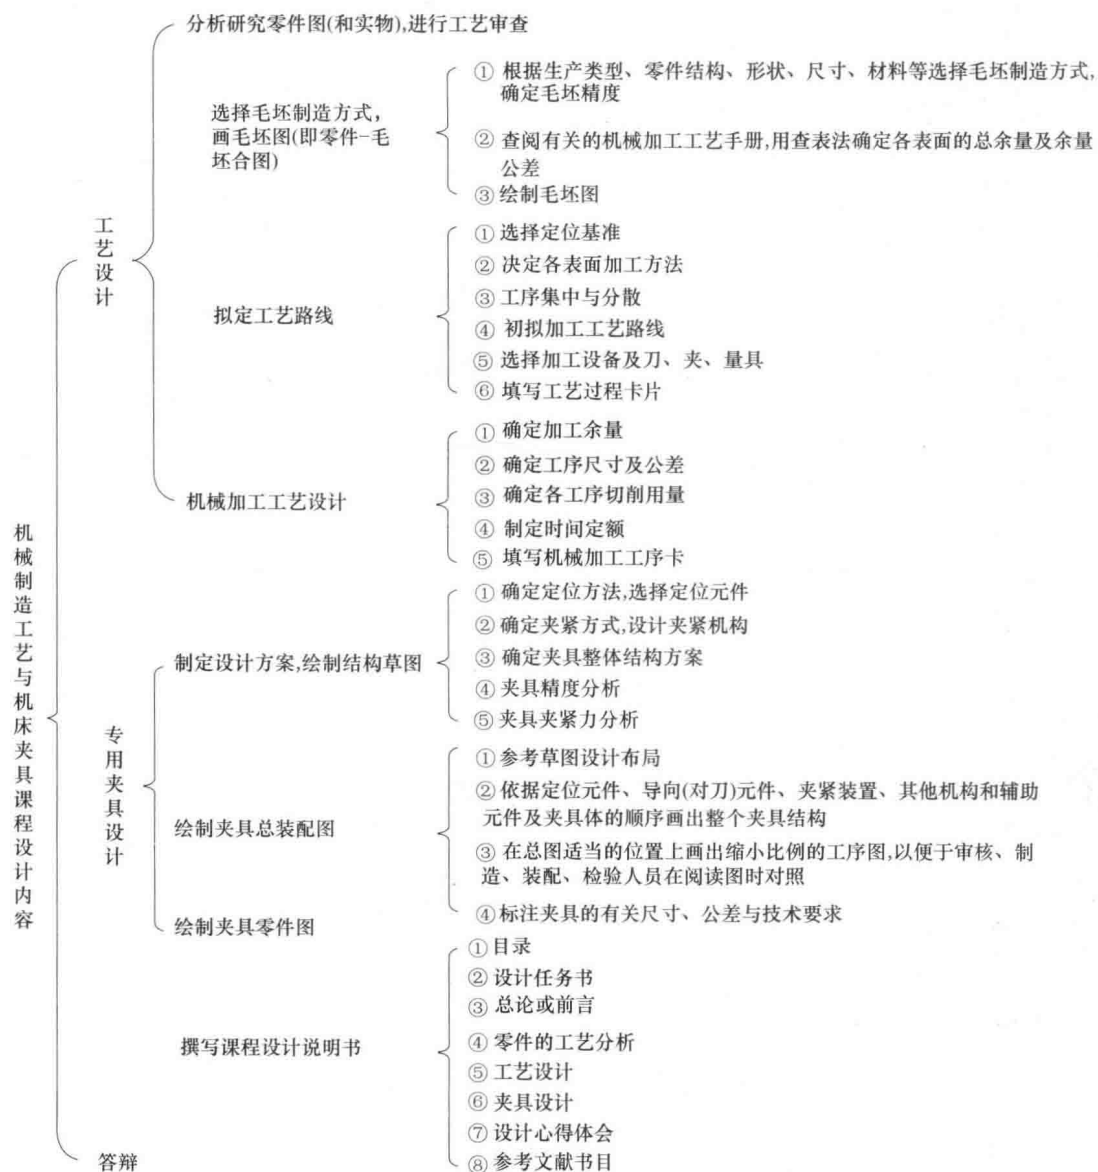 机械制造工艺与机床夹具课程设计内容
工艺设计
分析研究零件图(和实物),进行工艺审查
选择毛坯制造方式,
画毛坯图(即零件-毛
坯合图)
① 根据生产类型、零件结构、形状、尺寸、材料等选择毛坯制造方式,
确定毛坯精度
② 查阅有关的机械加工工艺手册,用查表法确定各表面的总余量及余量
公差
③ 绘制毛坯图
拟定工艺路线
① 选择定位基准
② 决定各表面加工方法
③ 工序集中与分散
④ 初拟加工工艺路线
⑤ 选择加工设备及刀、夹、量具
⑥ 填写工艺过程卡片
机械加工工艺设计
① 确定加工余量
② 确定工序尺寸及公差
③ 确定各工序切削用量
④ 制定时间定额
⑤ 填写机械加工工序卡
专用夹具设计
制定设计方案,绘制结构草图
① 确定定位方法,选择定位元件
② 确定夹紧方式,设计夹紧机构
③ 确定夹具整体结构方案
④ 夹具精度分析
⑤ 夹具夹紧力分析
绘制夹具总装配图
① 参考草图设计布局
② 依据定位元件、导向(对刀)元件、夹紧装置、其他机构和辅助
元件及夹具体的顺序画出整个夹具结构
③ 在总图适当的位置上画出缩小比例的工序图,以便于审核、制
造、装配、检验人员在阅读图时对照
④ 标注夹具的有关尺寸、公差与技术要求
绘制夹具零件图
撰写课程设计说明书
① 目录
② 设计任务书
③ 总论或前言
④ 零件的工艺分析
⑤ 工艺设计
⑥ 夹具设计
⑦ 设计心得体会
⑧ 参考文献书目
答辩